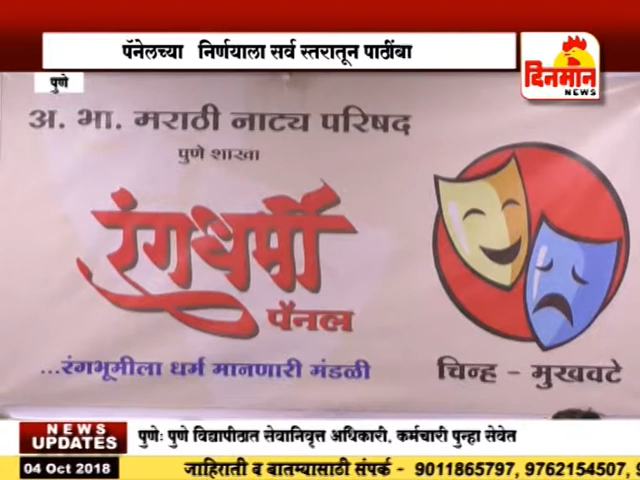 पॅनेलच्या निर्णयाला सर्व स्तरातून पाठींबा
दिनमान
NEWS
पुणे
अ. भा. मराठी नाट्य परिषद
पुणे शाखा
रंगधर्मी
पॅनल
...रंगभूमीला धर्म मानणारी मंडळी
चिन्ह - मुखवटे
NEWS
UPDATES
पुणेः पुणे विद्यापीठात सेवानिवृत्त अधिकारी, कर्मचारी पुन्हा सेवेत
04 Oct 2018
जाहिराती व बातम्यासाठी संपर्क - 9011865797, 9762154507,